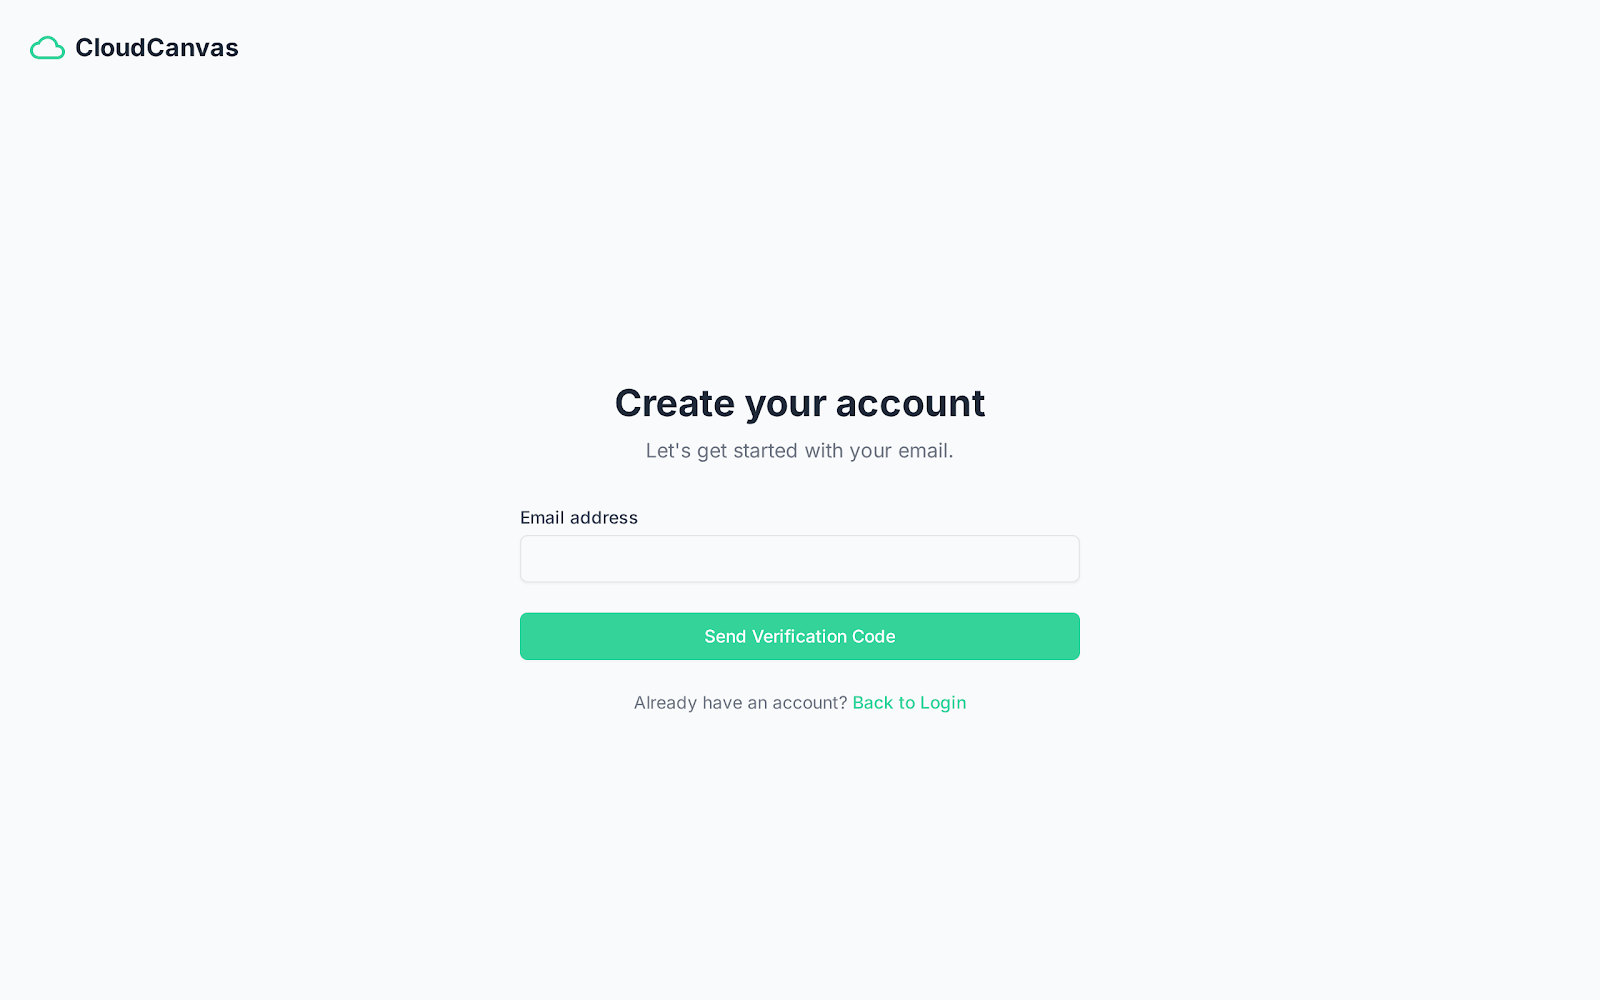 CloudCanvas
Create your account
Let's get started with your email.
Email address
Send Verification Code
Already have an account? Back to Login